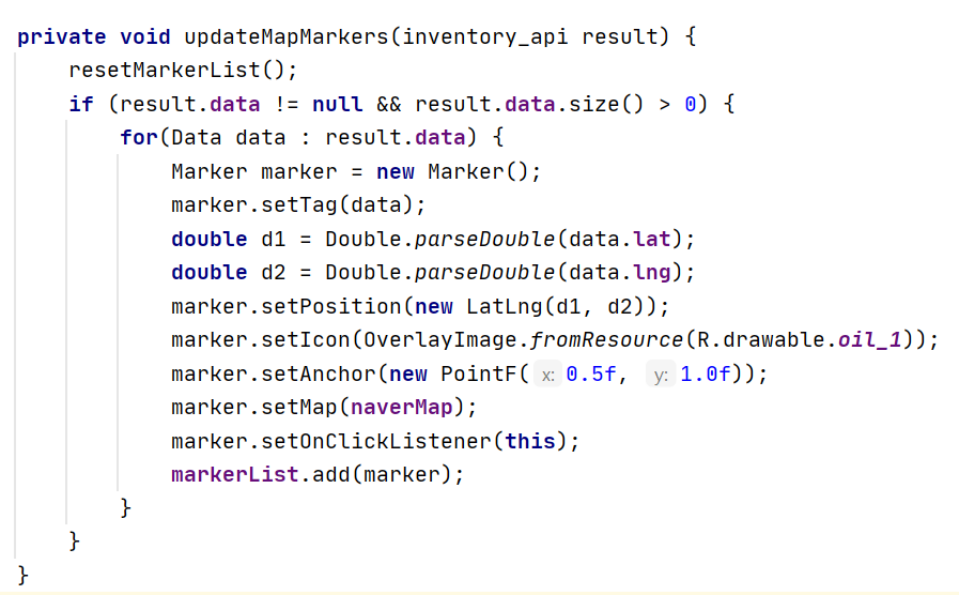 private void updateMapMarkers(inventory_api result) {
    resetMarkerList();
    if (result.data != null && result.data.size() > 0) {
        for(Data data : result.data) {
            Marker marker = new Marker();
            marker.setTag(data);
            double d1 = Double.parseDouble(data.lat);
            double d2 = Double.parseDouble(data.lng);
            marker.setPosition(new LatLng(d1, d2));
            marker.setIcon(OverlayImage.fromResource(R.drawable.oil_1));
            marker.setAnchor(new PointF( x: 0.5f,  y: 1.0f));
            marker.setMap(naverMap);
            marker.setOnClickListener(this);
            markerList.add(marker);
        }
    }
}